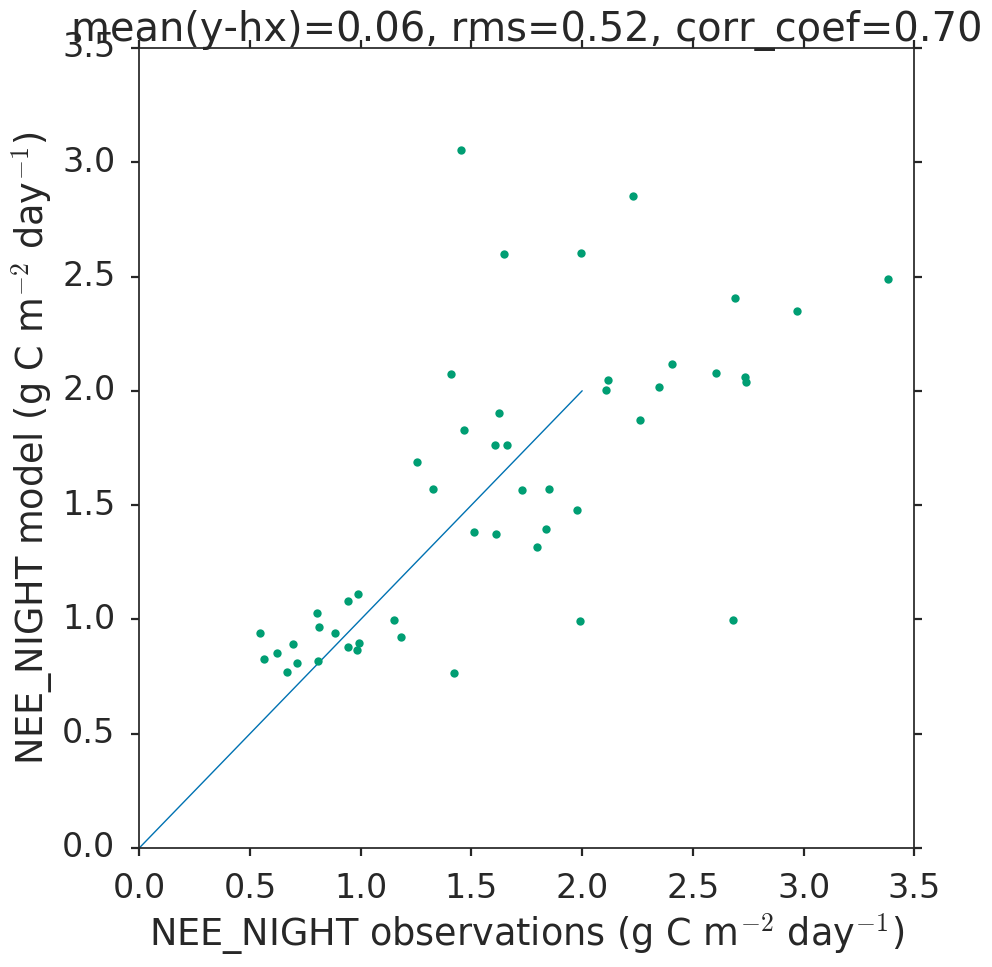 mean(y-hx)=0.06, rms=0.52, corr_coef=0.70
NEE_NIGHT model (g C m⁻² day⁻¹)
3.5
3.0
2.5
2.0
1.5
1.0
0.5
0.0
0.0 0.5 1.0 1.5 2.0 2.5 3.0 3.5
NEE_NIGHT observations (g C m⁻² day⁻¹)